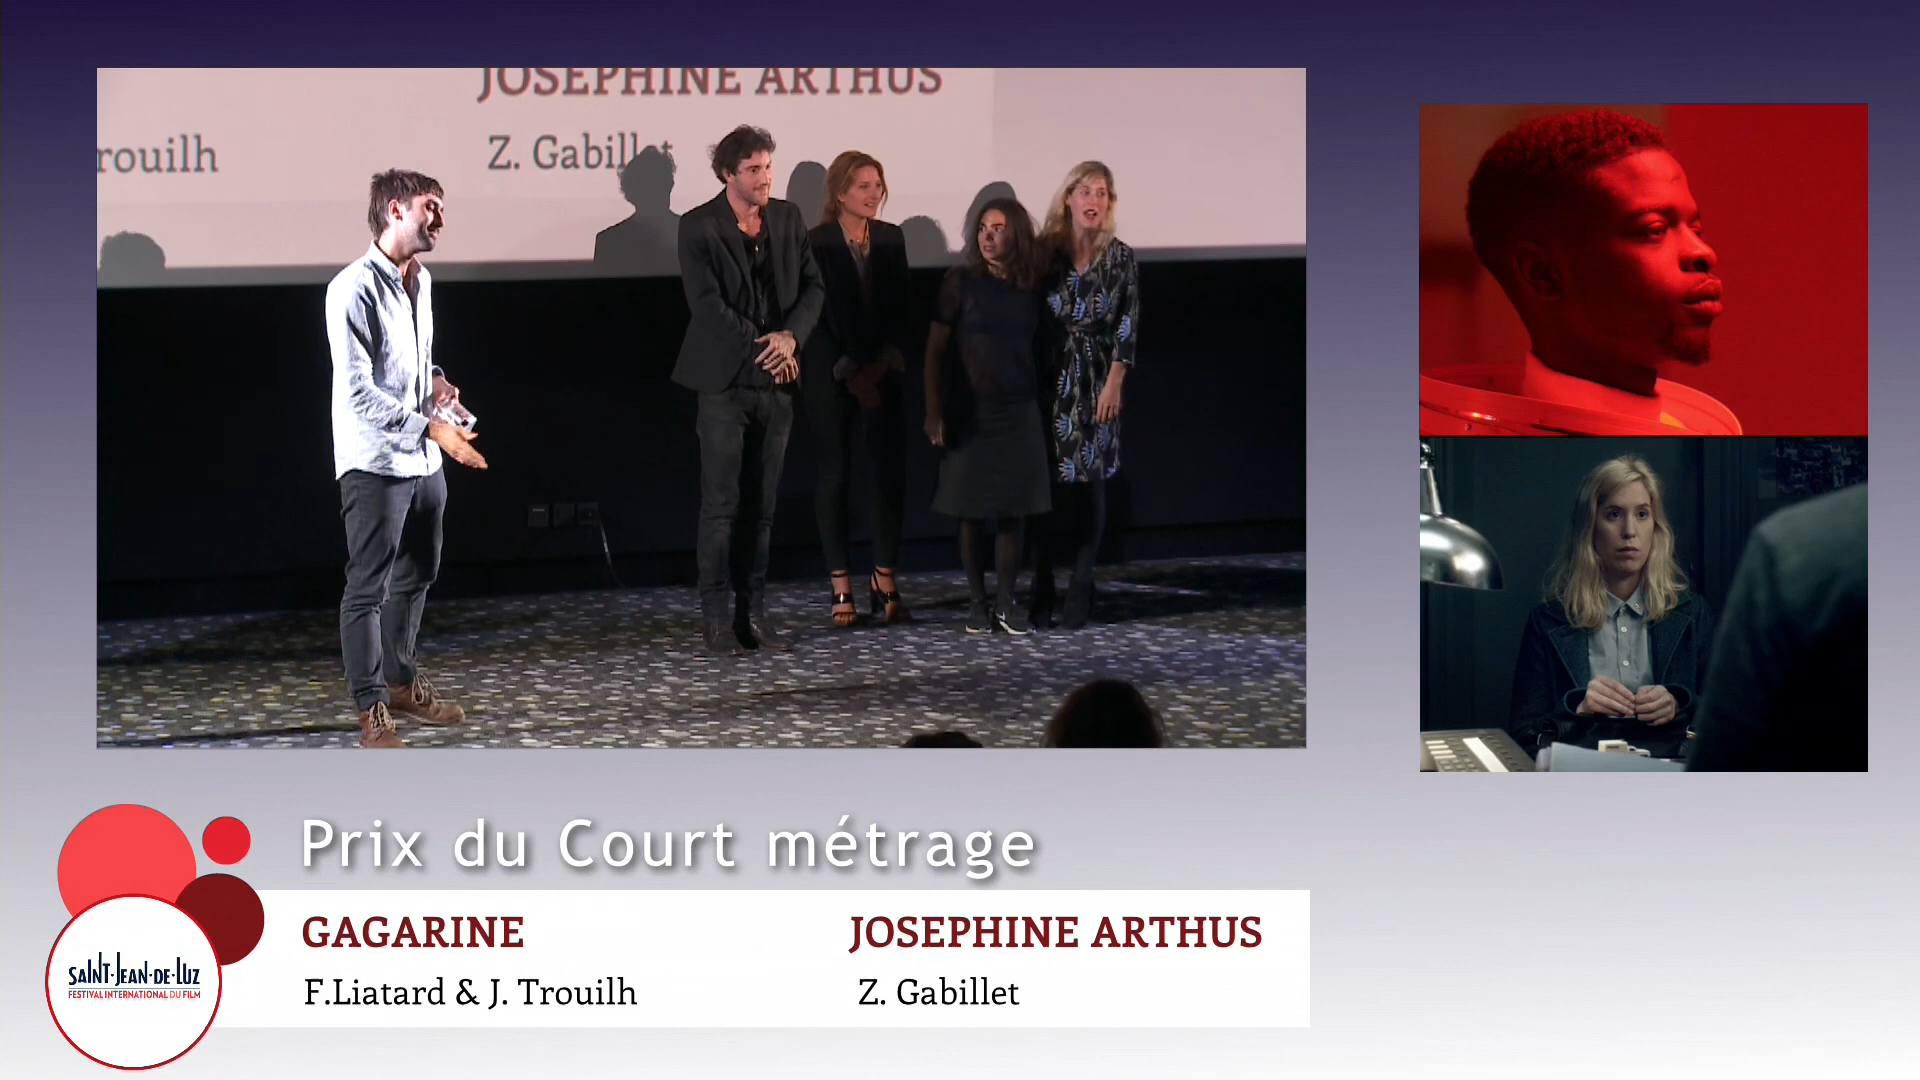 JOSEPHINE ARTHUS
rouilh
Z. Gabillet
Prix du Court métrage
GAGARINE
JOSEPHINE ARTHUS
F.Liatard & J. Trouilh
Z. Gabillet
SAINT·JEAN·DE·LUZ
FESTIVAL INTERNATIONAL DU FILM